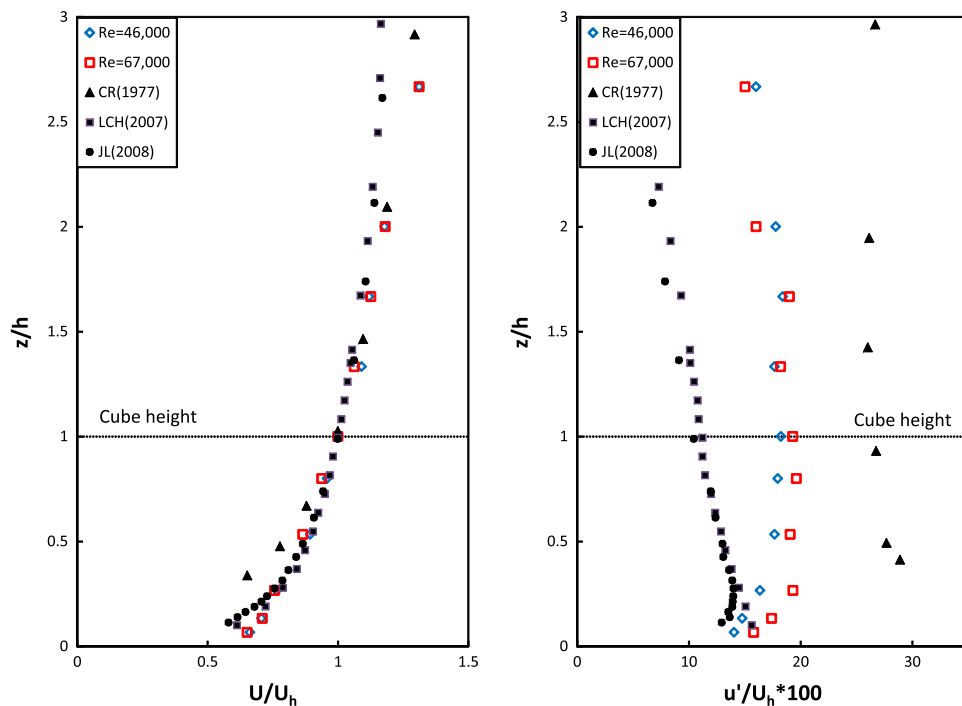 3
2.5
2
1.5
1
0.5
0
z/h
Re=46,000
Re=67,000
CR(1977)
LCH(2007)
JL(2008)
Cube height
0
0.5
1
1.5
U/Uh
3
2.5
2
1.5
1
0.5
0
z/h
Re=46,000
Re=67,000
CR(1977)
LCH(2007)
JL(2008)
Cube height
0
10
20
30
u'/Uh*100